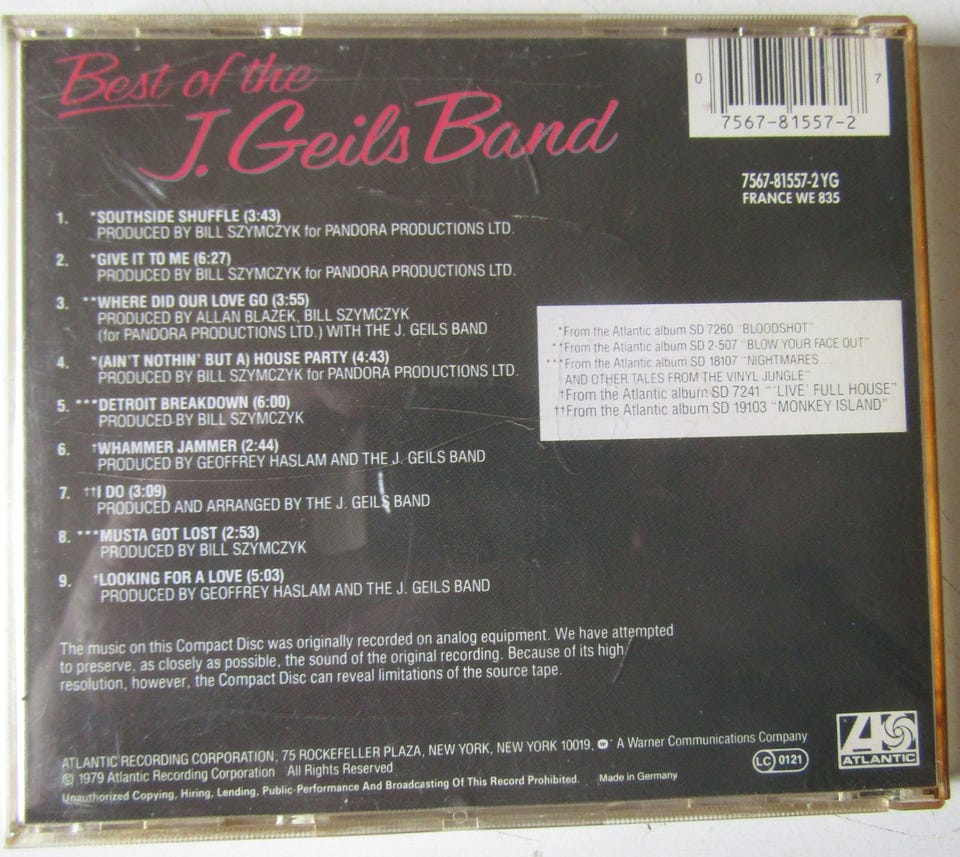 Best of the
J. Geils Band
0 7
7567-81557-2
7567-81557-2 YG
FRANCE WE 835
1. *SOUTHSIDE SHUFFLE (3:43)
PRODUCED BY BILL SZYMCZYK for PANDORA PRODUCTIONS LTD.
2. *GIVE IT TO ME (6:27)
PRODUCED BY BILL SZYMCZYK for PANDORA PRODUCTIONS LTD.
3. **WHERE DID OUR LOVE GO (3:55)
PRODUCED BY ALLAN BLAZEK, BILL SZYMCZYK
(for PANDORA PRODUCTIONS LTD.) WITH THE J. GEILS BAND
4. *(AIN'T NOTHIN' BUT A) HOUSE PARTY (4:43)
PRODUCED BY BILL SZYMCZYK for PANDORA PRODUCTIONS LTD.
5. ***DETROIT BREAKDOWN (6:00)
PRODUCED BY BILL SZYMCZYK
6. †WHAMMER JAMMER (2:44)
PRODUCED BY GEOFFREY HASLAM AND THE J. GEILS BAND
7. ††I DO (3:09)
PRODUCED AND ARRANGED BY THE J. GEILS BAND
8. ***MUSTA GOT LOST (2:53)
PRODUCED BY BILL SZYMCZYK
9. †LOOKING FOR A LOVE (5:03)
PRODUCED BY GEOFFREY HASLAM AND THE J. GEILS BAND
*From the Atlantic album SD 7260 "BLOODSHOT"
**From the Atlantic album SD 2-507 "BLOW YOUR FACE OUT"
***From the Atlantic album SD 18107 "NIGHTMARES...
AND OTHER TALES FROM THE VINYL JUNGLE"
†From the Atlantic album SD 7241 "'LIVE' FULL HOUSE"
††From the Atlantic album SD 19103 "MONKEY ISLAND"
The music on this Compact Disc was originally recorded on analog equipment. We have attempted
to preserve, as closely as possible, the sound of the original recording. Because of its high
resolution, however, the Compact Disc can reveal limitations of the source tape.
ATLANTIC RECORDING CORPORATION, 75 ROCKEFELLER PLAZA, NEW YORK, NEW YORK 10019, A Warner Communications Company
© 1979 Atlantic Recording Corporation All Rights Reserved
Unauthorized Copying, Hiring, Lending, Public-Performance And Broadcasting Of This Record Prohibited. Made in Germany
LC 0121
ATLANTIC